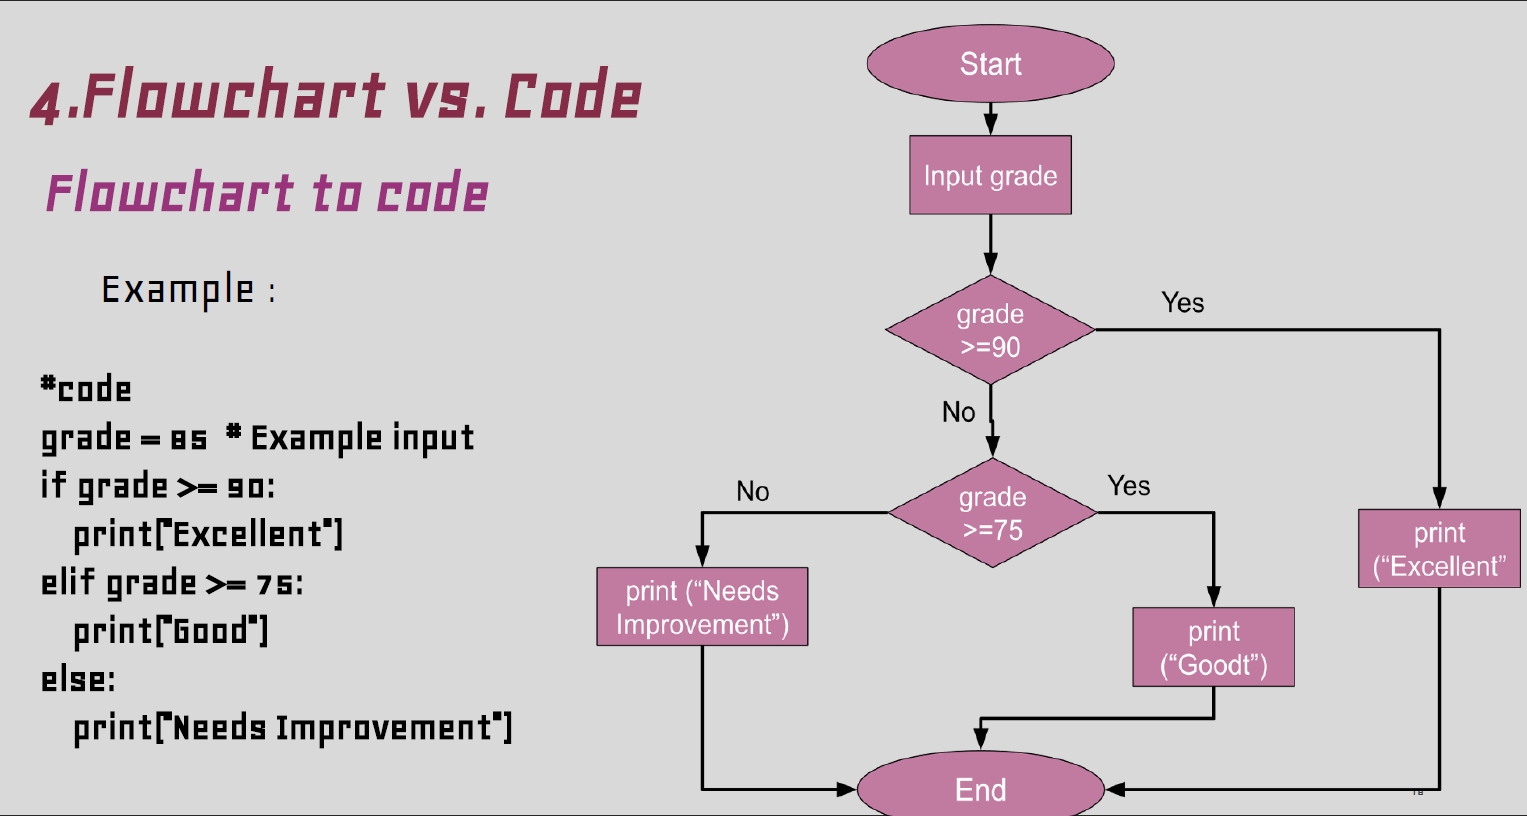 4.Flowchart vs. Code
Flowchart to code
Example :
#code
grade = 85 # Example input
if grade >= 90:
print("Excellent")
elif grade >= 75:
print("Good")
else:
print("Needs Improvement")
Start
Input grade
grade
>=90
Yes
No
grade
>=75
No
Yes
print
("Excellent"
print ("Needs
Improvement")
print
("Goodt")
End